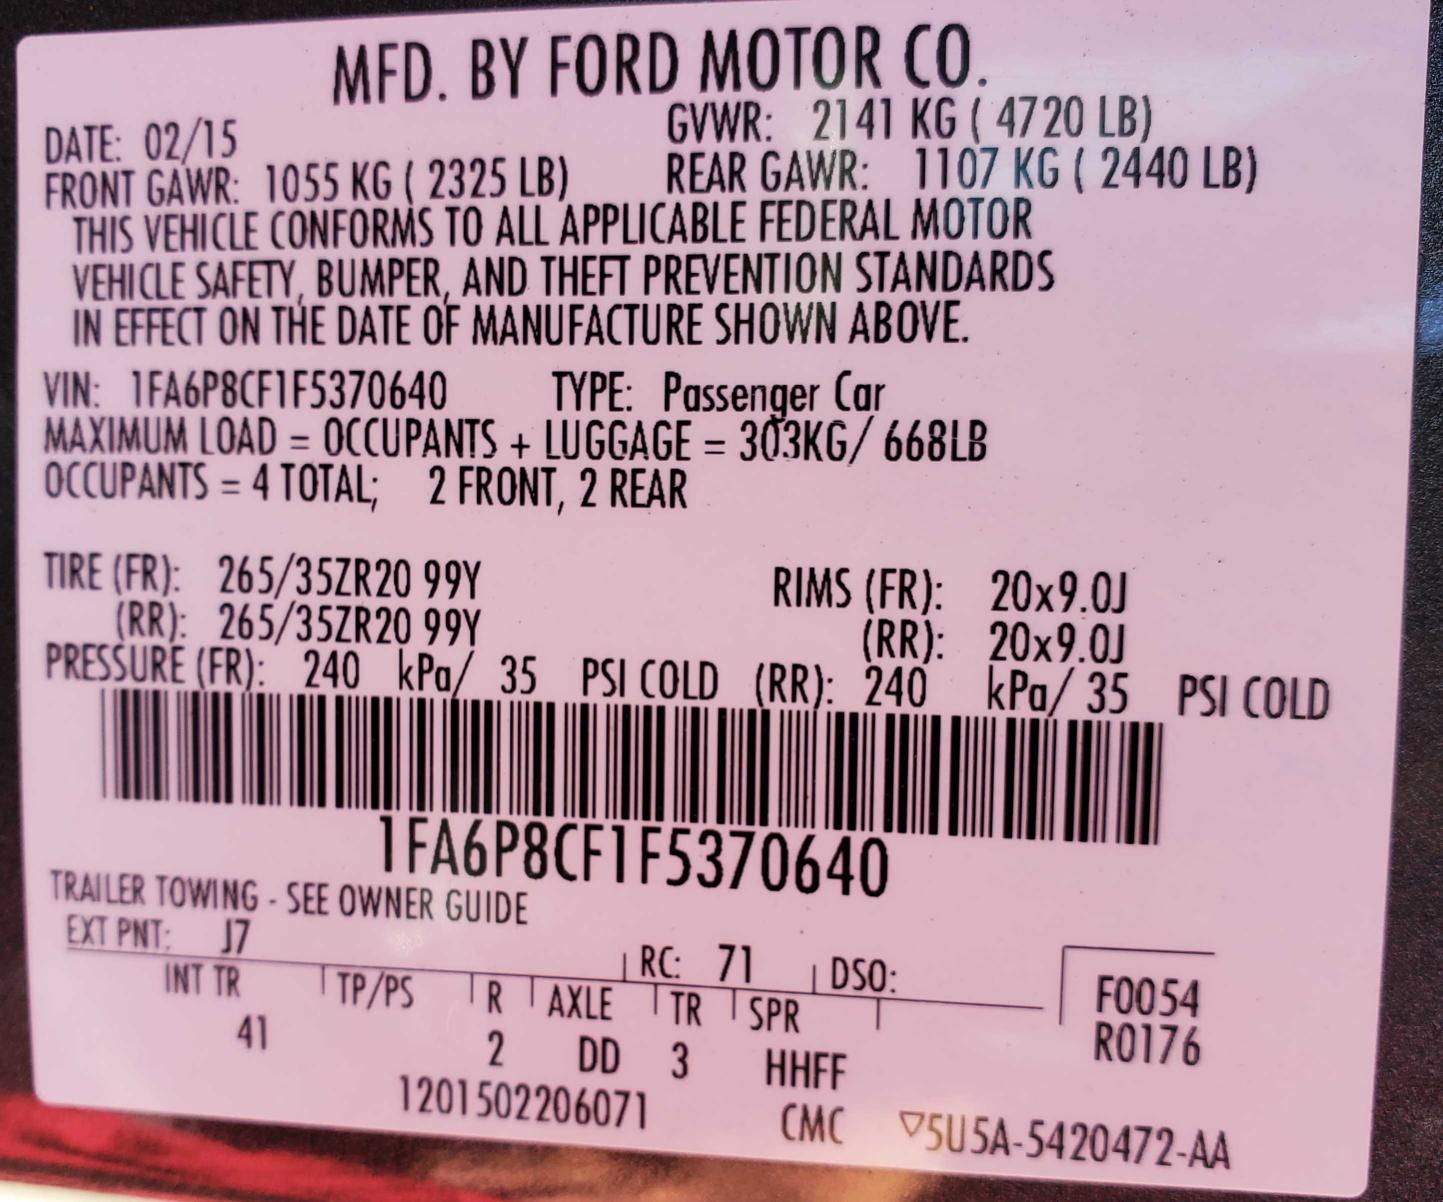 MFD. BY FORD MOTOR CO.
DATE: 02/15 GVWR: 2141 KG ( 4720 LB)
FRONT GAWR: 1055 KG ( 2325 LB) REAR GAWR: 1107 KG ( 2440 LB)
THIS VEHICLE CONFORMS TO ALL APPLICABLE FEDERAL MOTOR
VEHICLE SAFETY, BUMPER, AND THEFT PREVENTION STANDARDS
IN EFFECT ON THE DATE OF MANUFACTURE SHOWN ABOVE.
VIN: 1FA6P8CF1F5370640 TYPE: Passenger Car
MAXIMUM LOAD = OCCUPANTS + LUGGAGE = 303KG/ 668LB
OCCUPANTS = 4 TOTAL; 2 FRONT, 2 REAR
TIRE (FR): 265/35ZR20 99Y RIMS (FR): 20x9.0J
(RR): 265/35ZR20 99Y (RR): 20x9.0J
PRESSURE (FR): 240 kPa/ 35 PSI COLD (RR): 240 kPa/ 35 PSI COLD
1FA6P8CF1F5370640
TRAILER TOWING - SEE OWNER GUIDE
EXT PNT: J7 RC: 71 DSO:
INT TR TP/PS R AXLE TR SPR F0054
41 2 DD 3 HHFF R0176
1201502206071 CMC ▽5U5A-5420472-AA